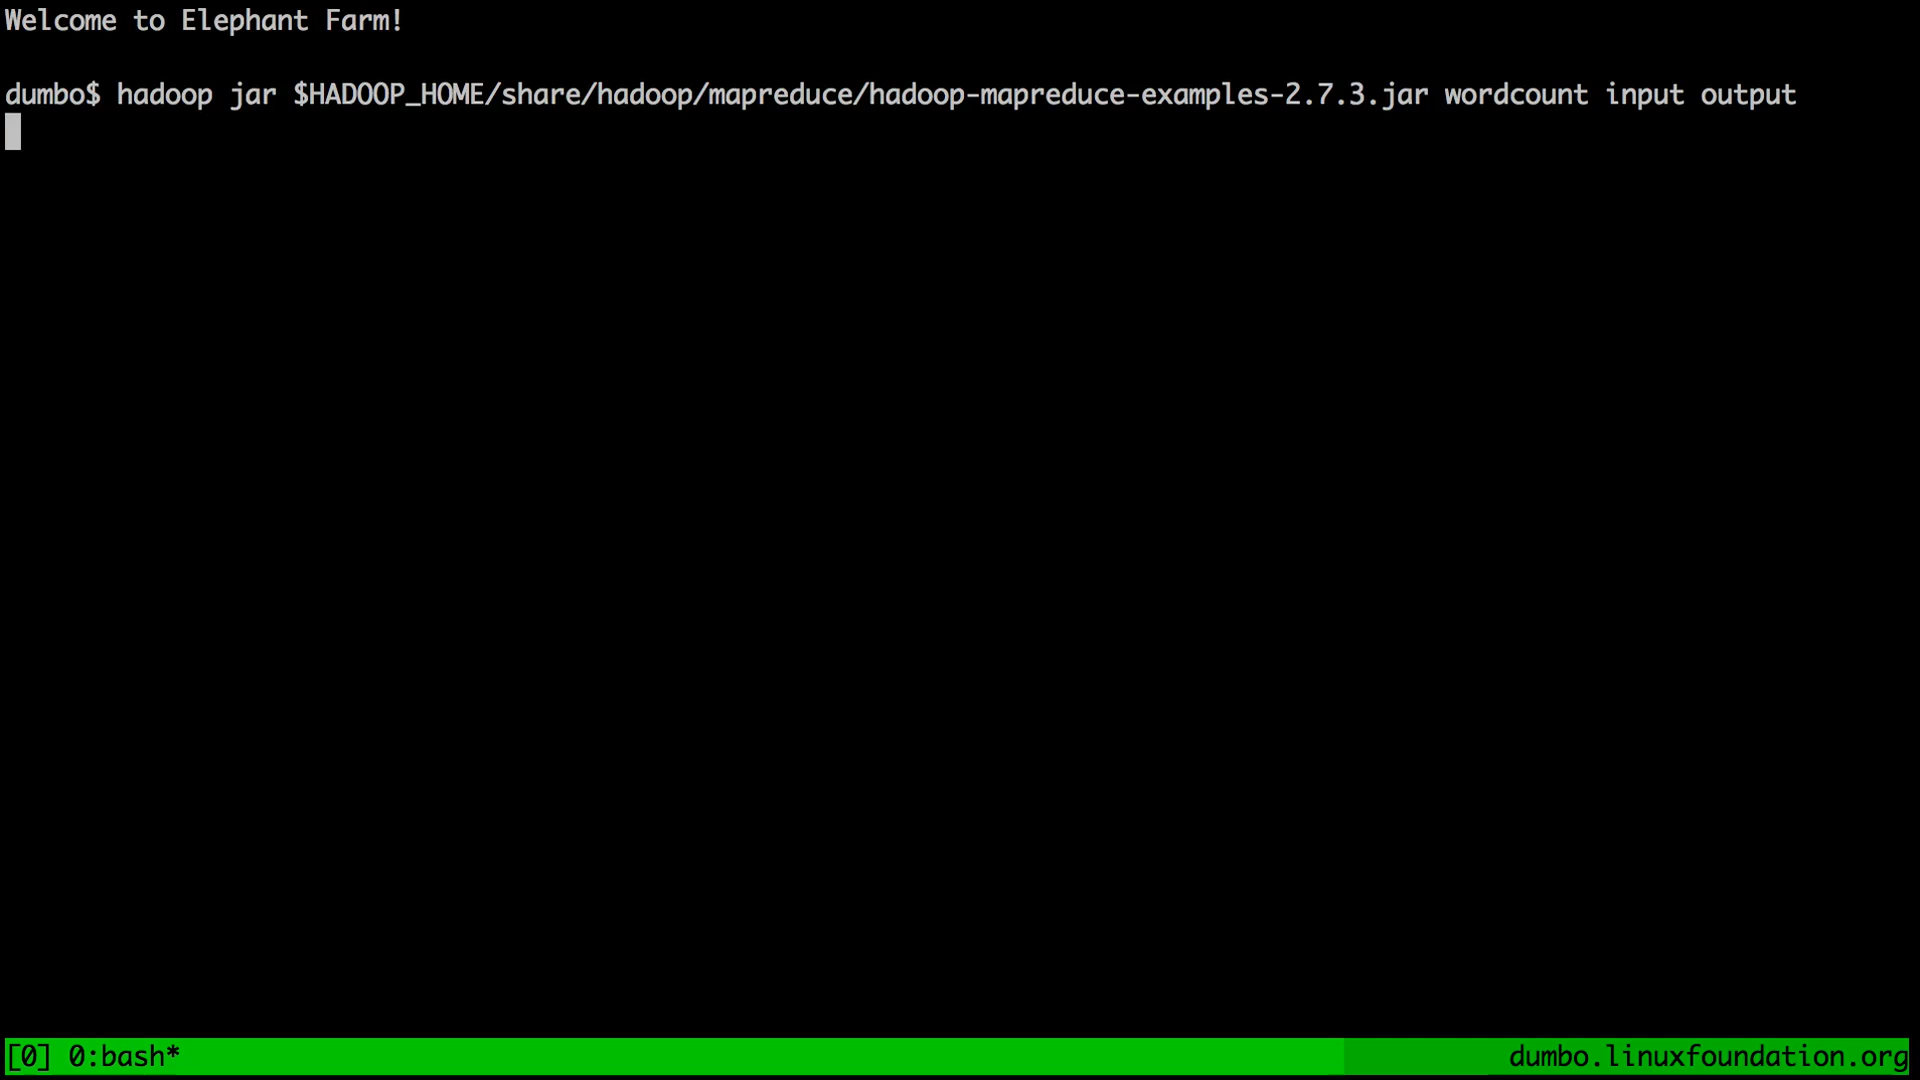 Welcome to Elephant Farm!
dumbo$ hadoop jar $HADOOP_HOME/share/hadoop/mapreduce/hadoop-mapreduce-examples-2.7.3.jar wordcount input output
[0] 0:bash* dumbo.linuxfoundation.org